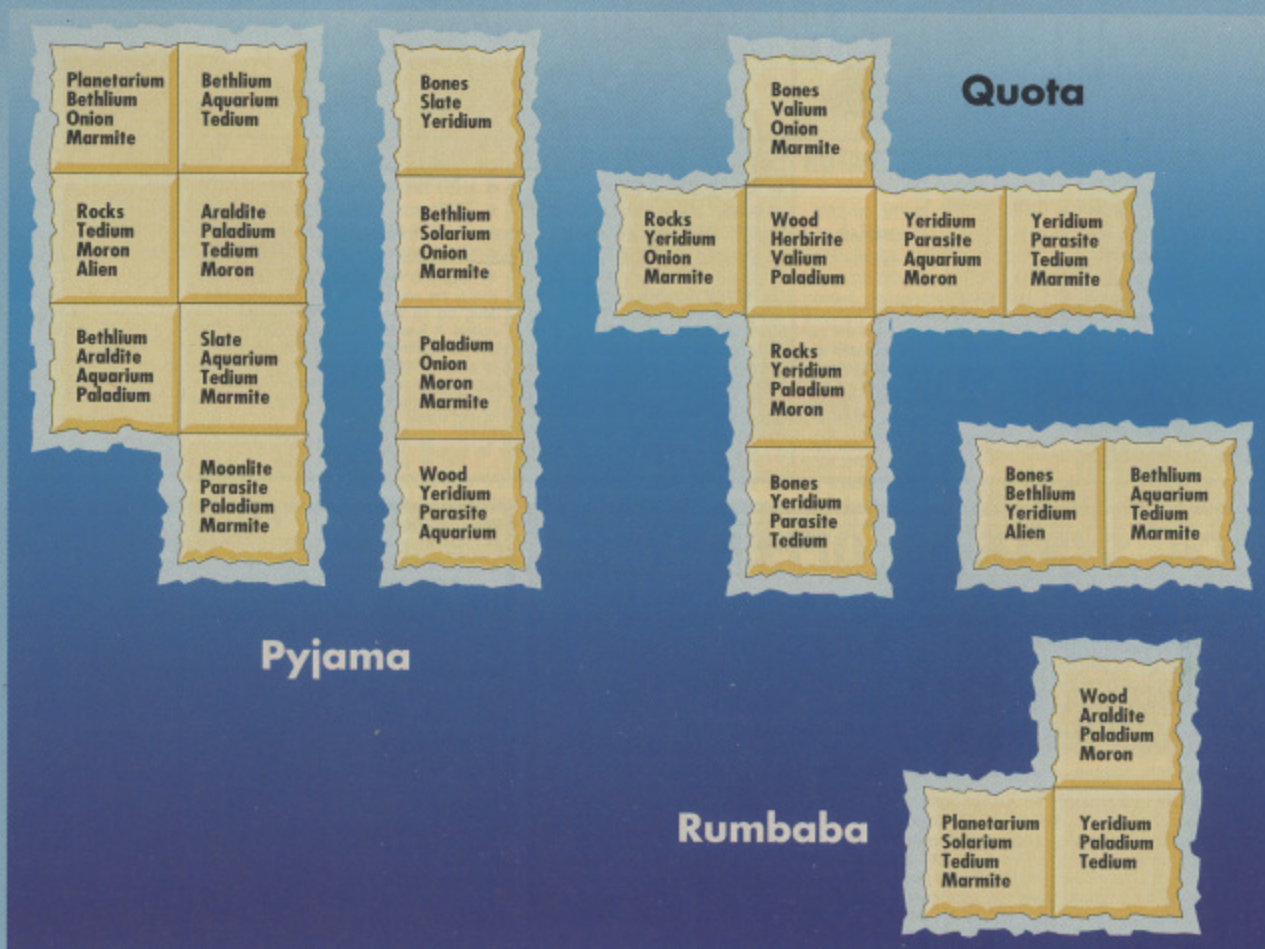 Planetarium
Bethlium
Onion
Marmite
Bethlium
Aquarium
Tedium
Rocks
Tedium
Moron
Alien
Araldite
Paladium
Tedium
Moron
Bethlium
Araldite
Aquarium
Paladium
Slate
Aquarium
Tedium
Marmite
Moonlite
Parasite
Paladium
Marmite
Bones
Slate
Yeridium
Bethlium
Solarium
Onion
Marmite
Paladium
Onion
Moron
Marmite
Wood
Yeridium
Parasite
Aquarium
Pyjama
Quota
Bones
Valium
Onion
Marmite
Rocks
Yeridium
Onion
Marmite
Wood
Herbirite
Valium
Paladium
Yeridium
Parasite
Aquarium
Moron
Yeridium
Parasite
Tedium
Marmite
Rocks
Yeridium
Paladium
Moron
Bones
Yeridium
Parasite
Tedium
Bones
Bethlium
Yeridium
Alien
Bethlium
Aquarium
Tedium
Marmite
Rumbaba
Wood
Araldite
Paladium
Moron
Planetarium
Solarium
Tedium
Marmite
Yeridium
Paladium
Tedium